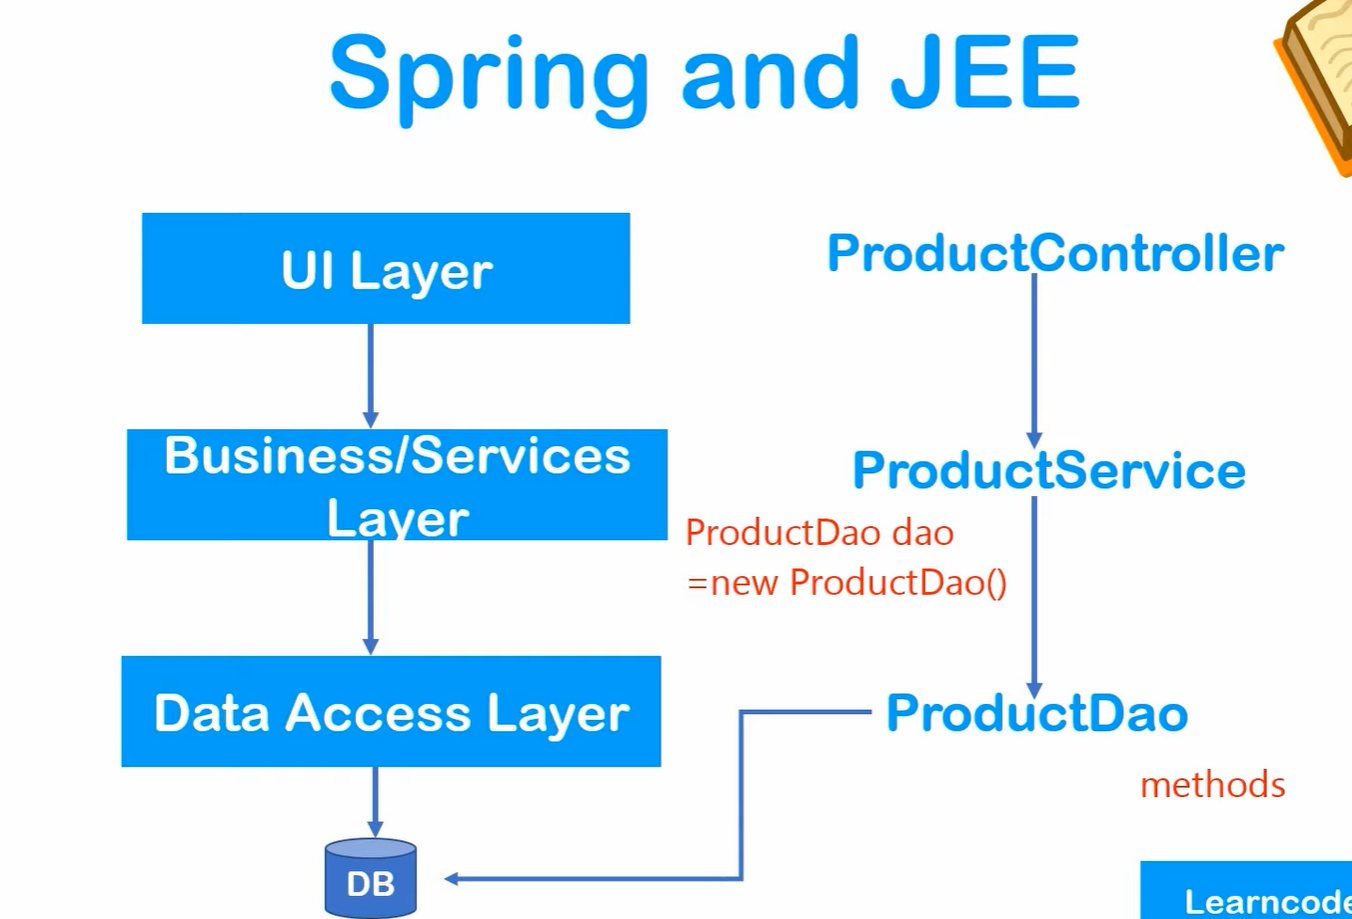 Spring and JEE
UI Layer
ProductController
Business/Services
Layer
ProductService
ProductDao dao
=new ProductDao()
Data Access Layer
ProductDao
methods
DB
Learncode